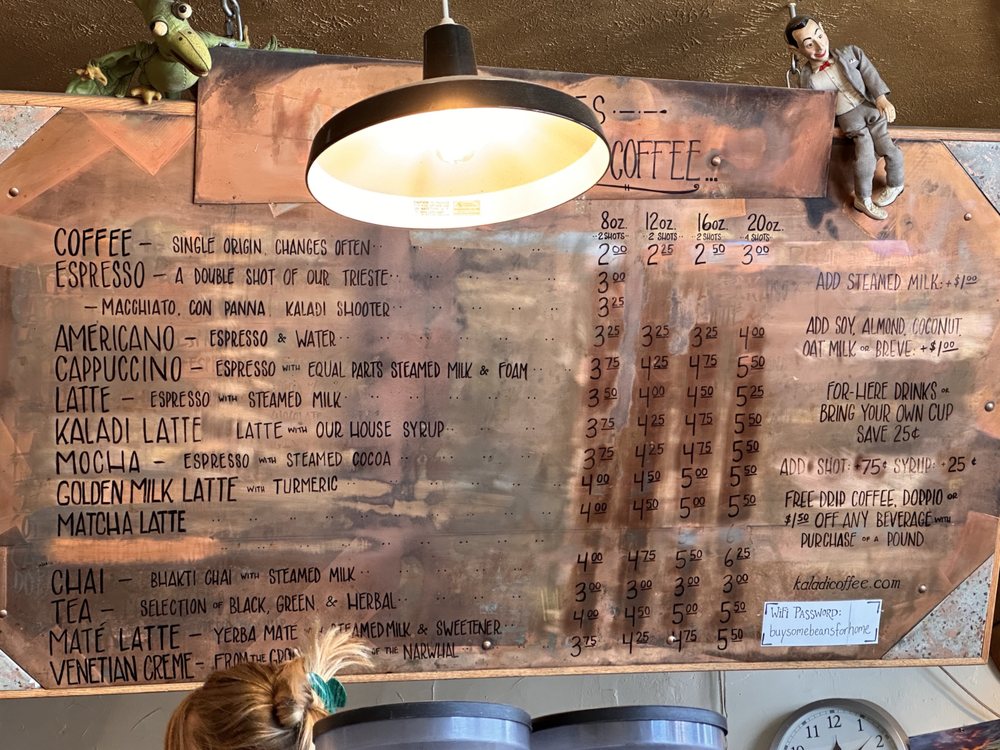 COFFEE...
8oz. 12oz. 16oz. 20oz.
2 SHOTS 2 SHOTS 2 SHOTS 4 SHOTS
COFFEE – SINGLE ORIGIN, CHANGES OFTEN 2.00 2.25 2.50 3.00
ESPRESSO – A DOUBLE SHOT OF OUR TRIESTE 3.00
– MACCHIATO, CON PANNA, KALADI SHOOTER 3.25
AMERICANO – ESPRESSO & WATER 3.25 3.25 3.25 4.00
CAPPUCCINO – ESPRESSO WITH EQUAL PARTS STEAMED MILK & FOAM 3.75 4.25 4.75 5.50
LATTE – ESPRESSO WITH STEAMED MILK 3.50 4.00 4.75 5.25
KALADI LATTE LATTE WITH OUR HOUSE SYRUP 3.75 4.25 4.75 5.50
MOCHA – ESPRESSO WITH STEAMED COCOA 3.75 4.25 4.75 5.50
GOLDEN MILK LATTE WITH TURMERIC 4.00 4.50 5.00 5.50
MATCHA LATTE 4.00 4.50 5.00 5.50
CHAI – BHAKTI CHAI WITH STEAMED MILK 4.00 4.75 5.50 6.25
TEA – SELECTION OF BLACK, GREEN, & HERBAL 3.00 3.00 3.00 3.00
MATÉ LATTE – YERBA MATE WITH STEAMED MILK & SWEETENER 4.00 4.50 5.00 5.50
VENETIAN CREME – FROM THE OF THE NARWHAL 3.75 4.25 4.75 5.50
ADD STEAMED MILK: +$1.00
ADD SOY, ALMOND, COCONUT,
OAT MILK OR BREVE: +$1.00
FOR-HERE DRINKS OR
BRING YOUR OWN CUP
SAVE 25¢
ADD SHOT: +75¢ SYRUP: +25¢
FREE DRIP COFFEE, DOPPIO OR
$1.50 OFF ANY BEVERAGE WITH
PURCHASE OF A POUND
kaladicoffee.com
WiFi PASSWORD:
buysomebeansforhome